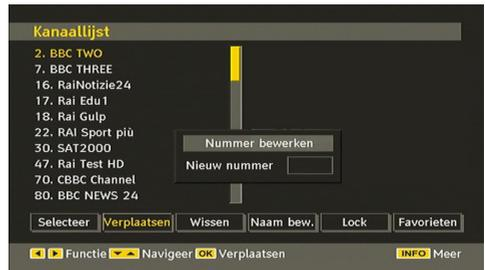 Kanaallijst
2. BBC TWO
7. BBC THREE
16. RaiNotizie24
17. Rai Edu1
18. Rai Gulp
22. RAI Sport più
30. SAT2000
47. Rai Test HD
70. CBBC Channel
80. BBC NEWS 24
Nummer bewerken
Nieuw nummer
Selecteer Verplaatsen Wissen Naam bew. Lock Favorieten
Functie Navigeer OK Verplaatsen INFO Meer